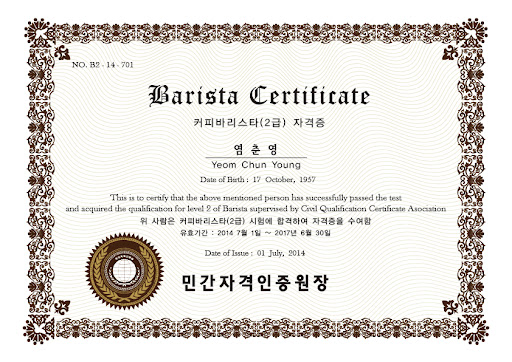 NO. B2 - 14 - 701
Barista Certificate
커피바리스타(2급) 자격증
염 춘 영
Yeom Chun Young
Date of Birth : 17 October, 1957
This is to certify that the above mentioned person has successfully passed the test
and acquired the qualification for level 2 of Barista supervised by Civil Qualification Certificate Asociation
위 사람은 커피바리스타(2급) 시험에 합격하여 자격증을 수여함
유효기간 : 2014 7월 1일 ~ 2017년 6월 30일
Date of Issue : 01 July, 2014
민간자격인증원장